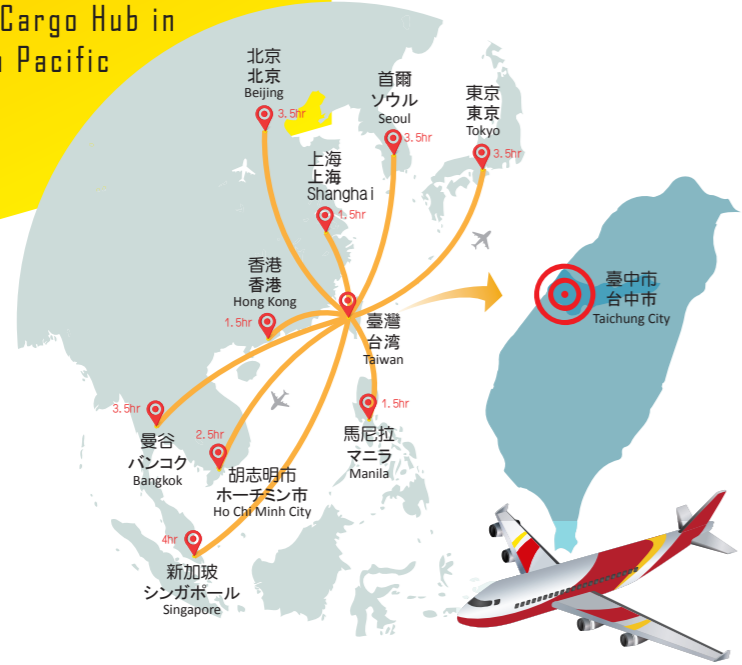 Cargo Hub in
Pacific
北京
北京
Beijing
3.5hr
首爾
ソウル
Seoul
3.5hr
東京
東京
Tokyo
3.5hr
上海
上海
Shanghai
1.5hr
香港
香港
Hong Kong
1.5hr
臺灣
台湾
Taiwan
臺中市
台中市
Taichung City
3.5hr
曼谷
バンコク
Bangkok
2.5hr
胡志明市
ホーチミン市
Ho Chi Minh City
1.5hr
馬尼拉
マニラ
Manila
4hr
新加坡
シンガポール
Singapore